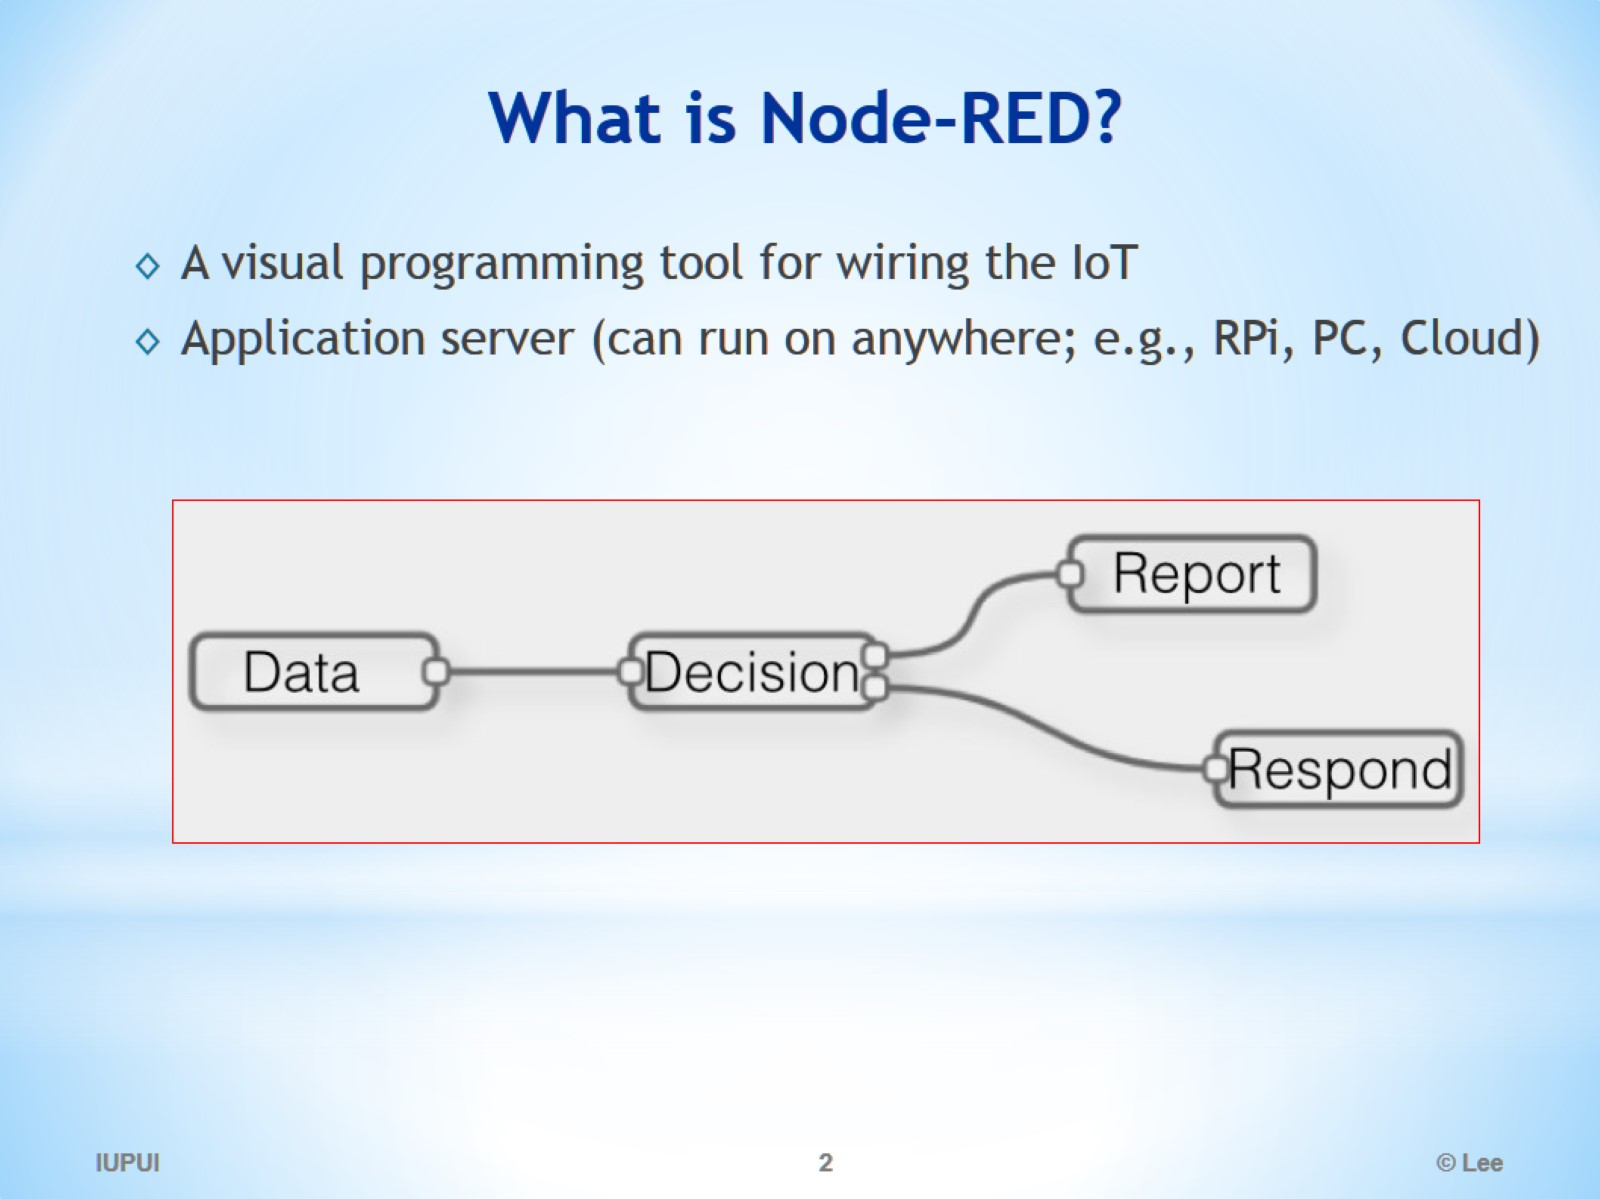 What is Node-RED?
◇ A visual programming tool for wiring the IoT
◇ Application server (can run on anywhere; e.g., RPi, PC, Cloud)
Report
Data
Decision
Respond
IUPUI
2
© Lee